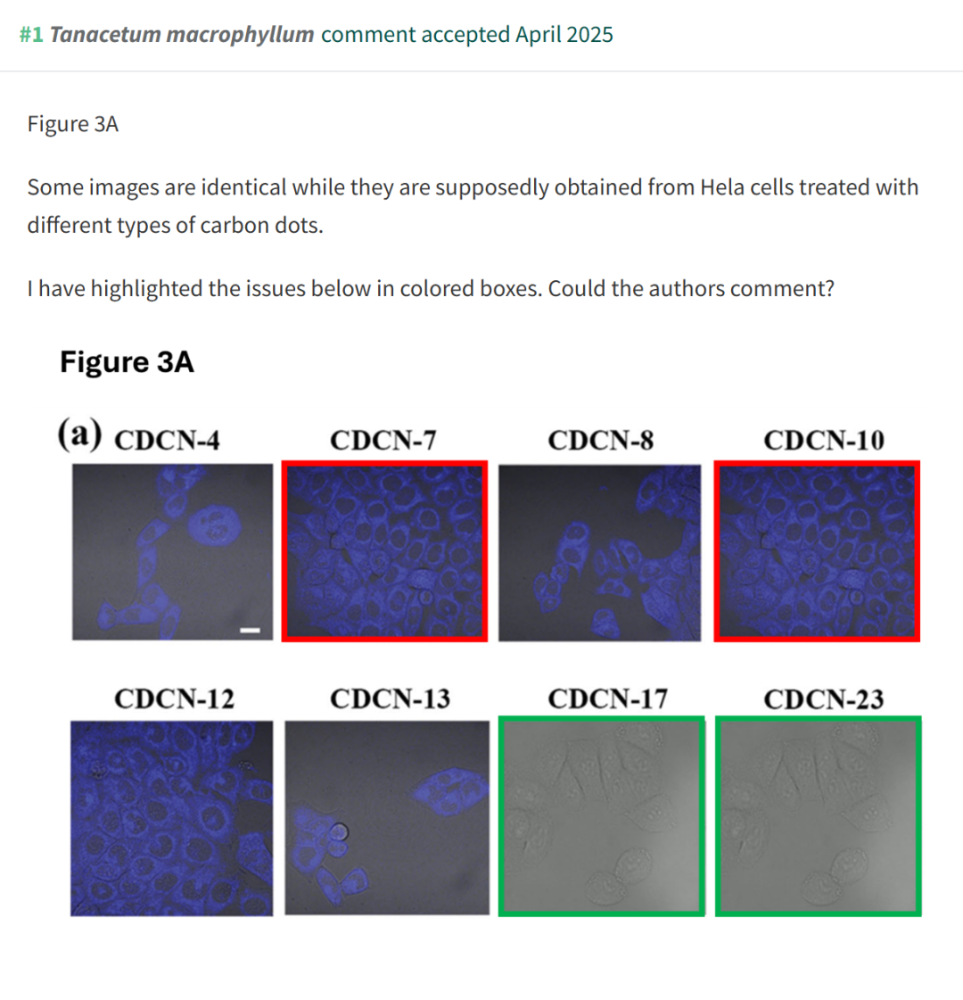 #1 Tanacetum macrophyllum comment accepted April 2025
Figure 3A
Some images are identical while they are supposedly obtained from Hela cells treated with
different types of carbon dots.
I have highlighted the issues below in colored boxes. Could the authors comment?
Figure 3A
(a) CDCN-4 CDCN-7 CDCN-8 CDCN-10
CDCN-12 CDCN-13 CDCN-17 CDCN-23